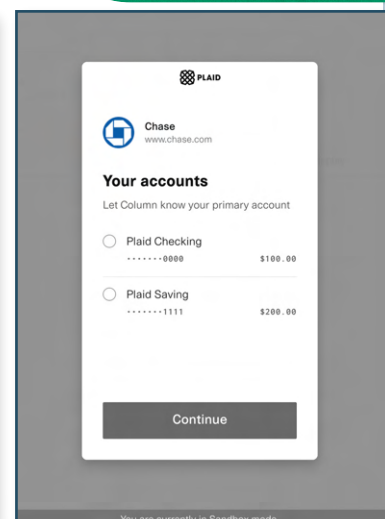 PLAID
Chase
www.chase.com
Your accounts
Let Column know your primary account
Plaid Checking
·······0000 $100.00
Plaid Saving
·······1111 $200.00
Continue
You are currently in Sandbox mode